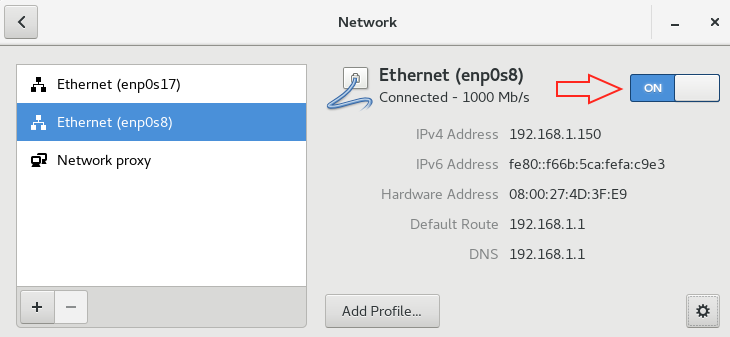 Network
Ethernet (enp0s17)
Ethernet (enp0s8)
Network proxy
Ethernet (enp0s8)
Connected - 1000 Mb/s
ON
IPv4 Address 192.168.1.150
IPv6 Address fe80::f66b:5ca:fefa:c9e3
Hardware Address 08:00:27:4D:3F:E9
Default Route 192.168.1.1
DNS 192.168.1.1
Add Profile...